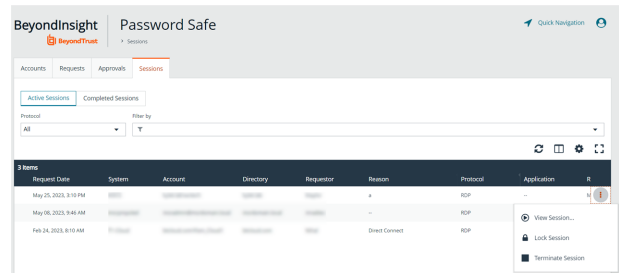 BeyondInsight
BeyondTrust
Password Safe
› Sessions
Quick Navigation
Accounts Requests Approvals Sessions
Active Sessions Completed Sessions
Protocol Filter by
All
3 items
Request Date System Account Directory Requestor Reason Protocol Application R
May 25, 2023, 3:10 PM a RDP --
May 08, 2023, 9:46 AM -- RDP
Feb 24, 2023, 8:10 AM Direct Connect RDP
View Session...
Lock Session
Terminate Session